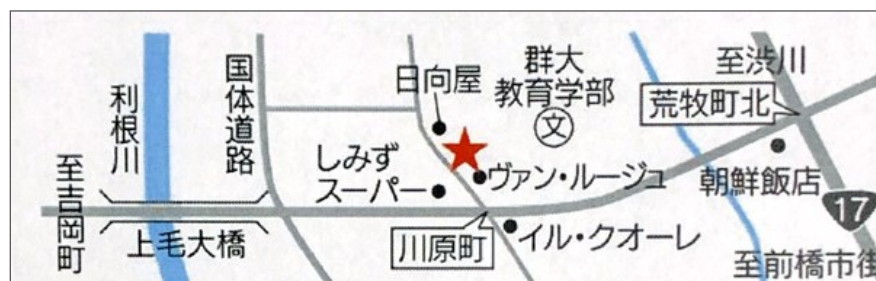 至吉岡町
利根川
上毛大橋
国体道路
日向屋
しみず
スーパー
川原町
ヴァン・ルージュ
イル・クオーレ
群大
教育学部
文
至渋川
荒牧町北
朝鮮飯店
17
至前橋市街